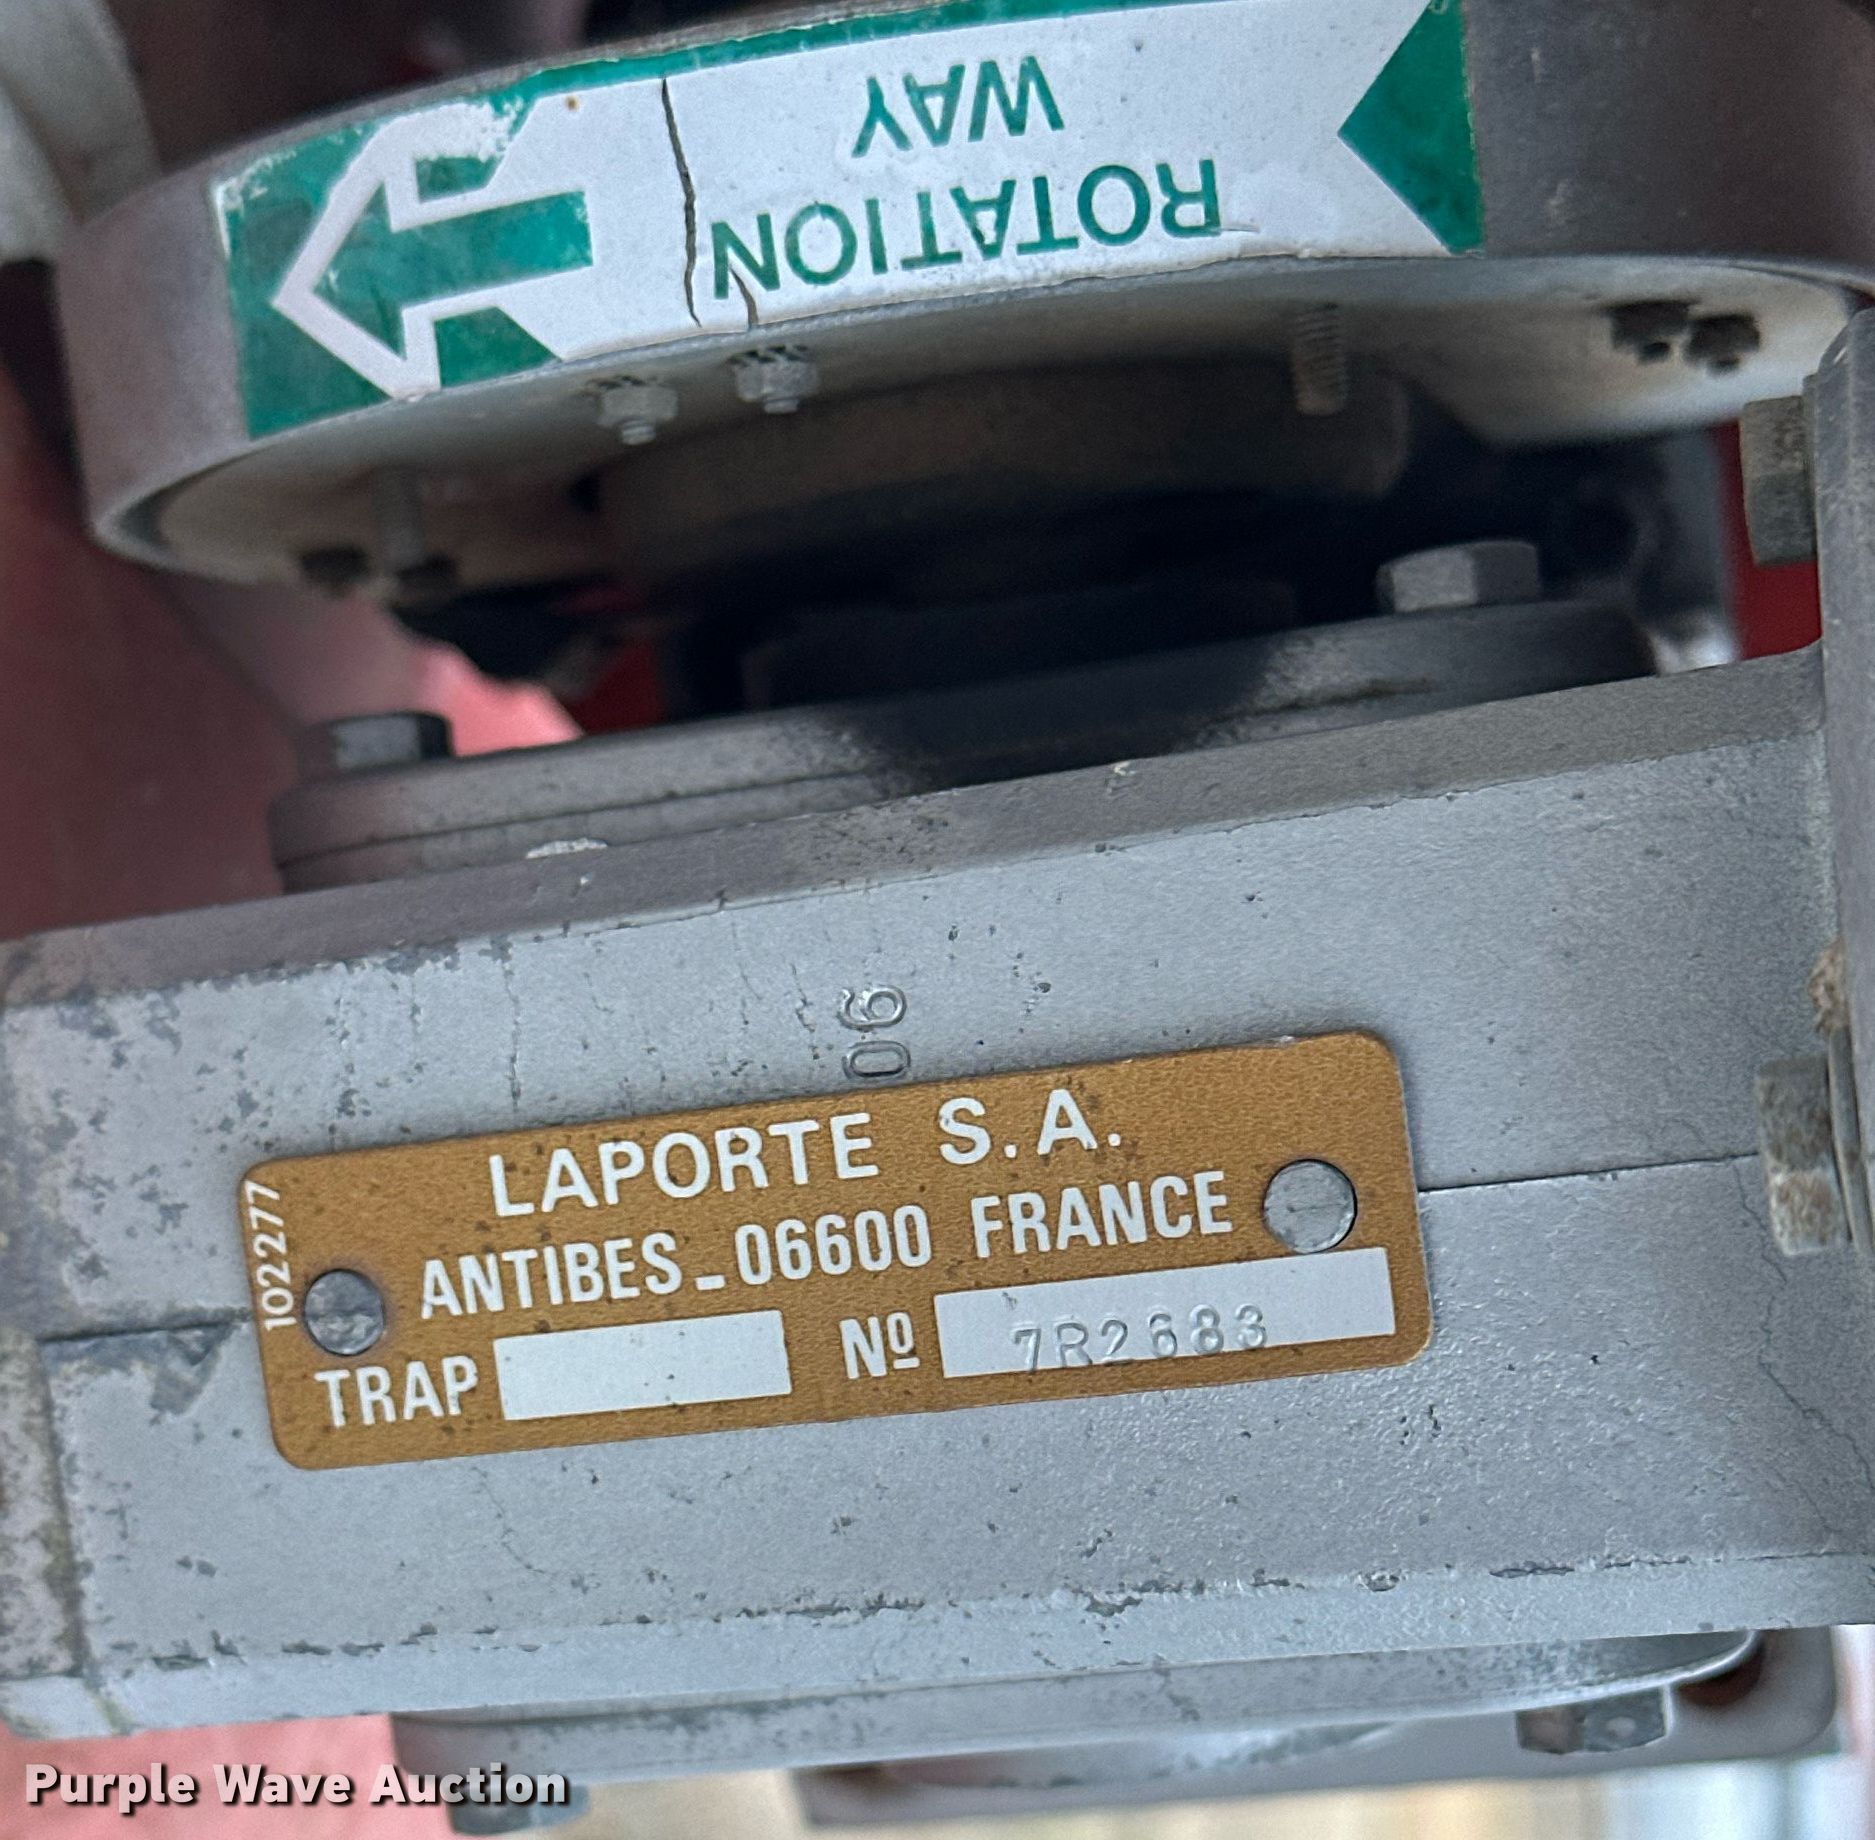 ROTATION
WAY
06
LAPORTE S.A.
ANTIBES_06600 FRANCE
TRAP Nº 7R2683
102277
Purple Wave Auction